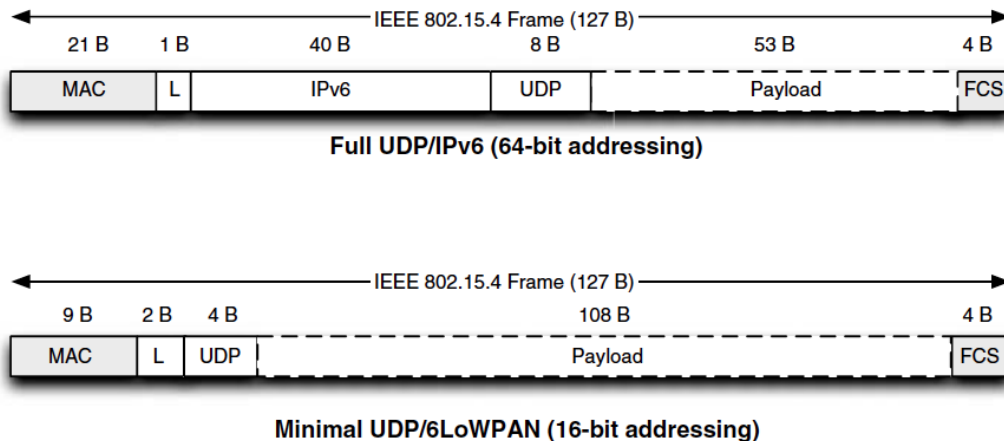 IEEE 802.15.4 Frame (127 B)
21 B 1 B 40 B 8 B 53 B 4 B
MAC L IPv6 UDP Payload FCS
Full UDP/IPv6 (64-bit addressing)
IEEE 802.15.4 Frame (127 B)
9 B 2 B 4 B 108 B 4 B
MAC L UDP Payload FCS
Minimal UDP/6LoWPAN (16-bit addressing)